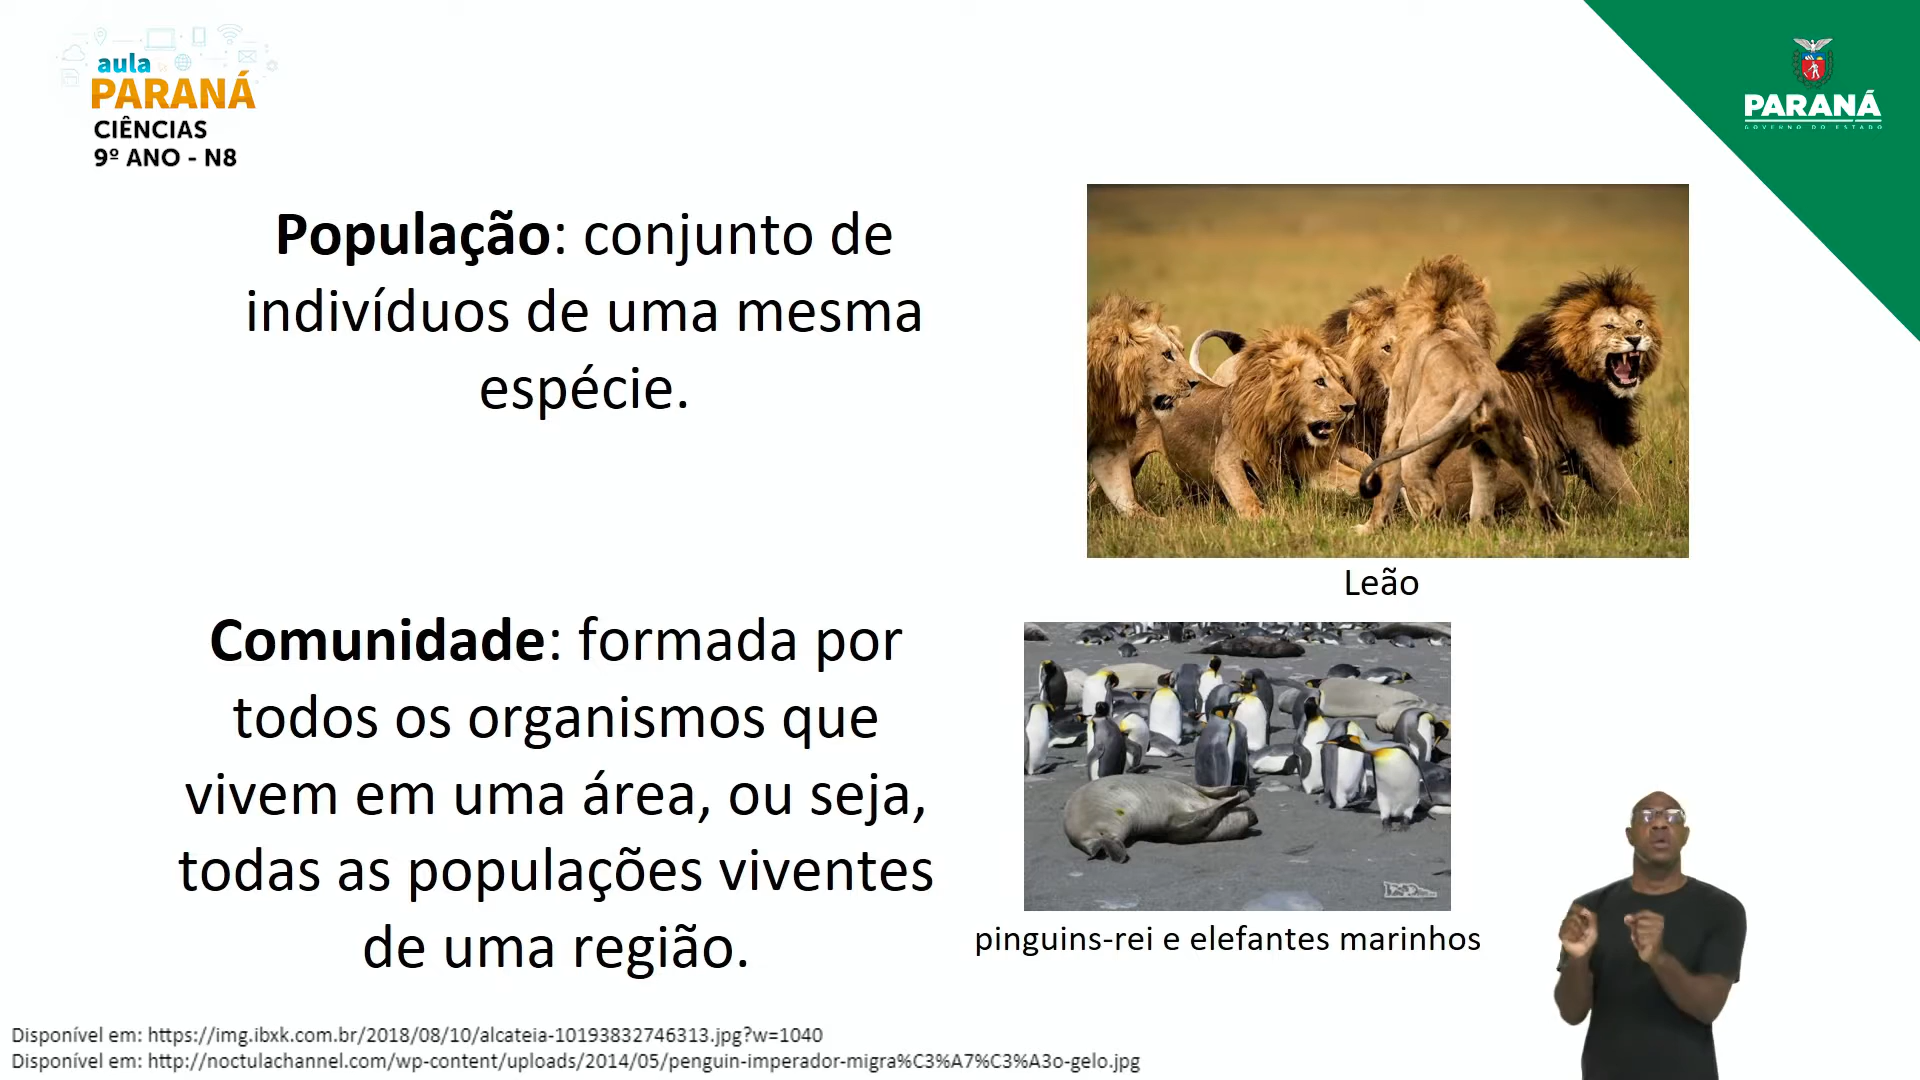 aula
PARANÁ
CIÊNCIAS
9º ANO - N8
PARANÁ
GOVERNO DO ESTADO
População: conjunto de
indivíduos de uma mesma
espécie.
Leão
Comunidade: formada por
todos os organismos que
vivem em uma área, ou seja,
todas as populações viventes
de uma região.
pinguins-rei e elefantes marinhos
Disponível em: https://img.ibxk.com.br/2018/08/10/alcateia-10193832746313.jpg?w=1040
Disponível em: http://noctulachannel.com/wp-content/uploads/2014/05/penguin-imperador-migra%C3%A7%C3%A3o-gelo.jpg